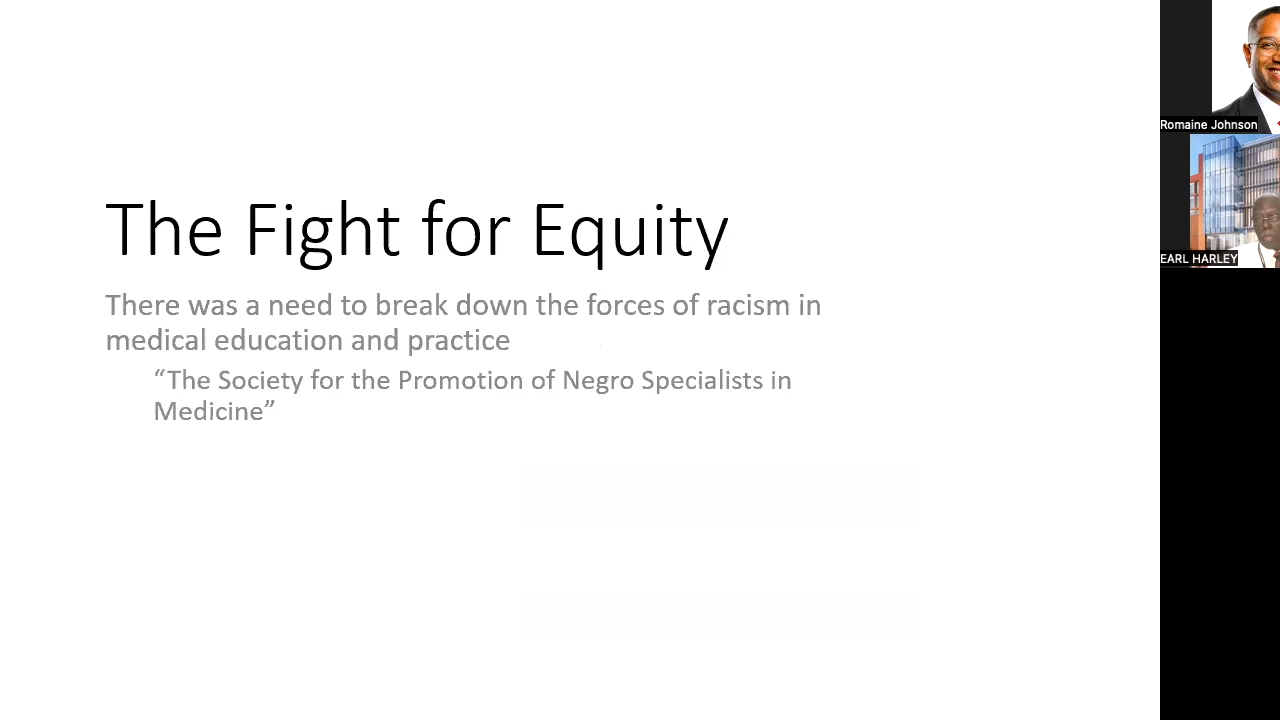 The Fight for Equity
There was a need to break down the forces of racism in
medical education and practice
“The Society for the Promotion of Negro Specialists in
Medicine”
Romaine Johnson
EARL HARLEY